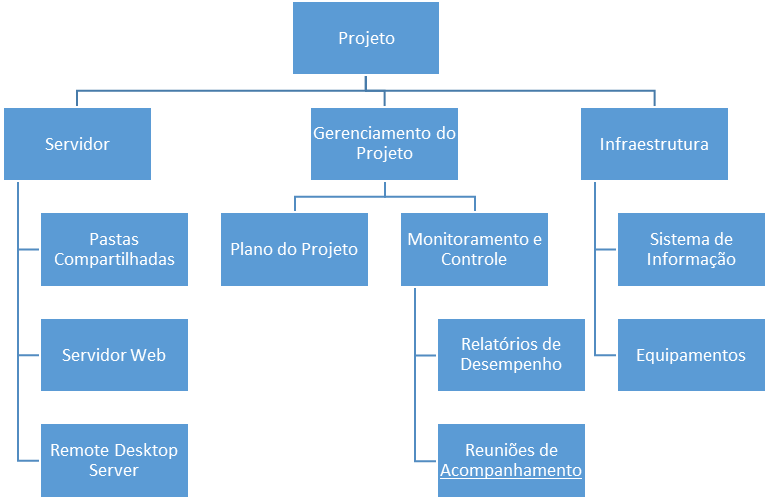 Projeto
Servidor
Gerenciamento do
Projeto
Infraestrutura
Pastas
Compartilhadas
Plano do Projeto
Monitoramento e
Controle
Sistema de
Informação
Servidor Web
Relatórios de
Desempenho
Equipamentos
Remote Desktop
Server
Reuniões de
Acompanhamento